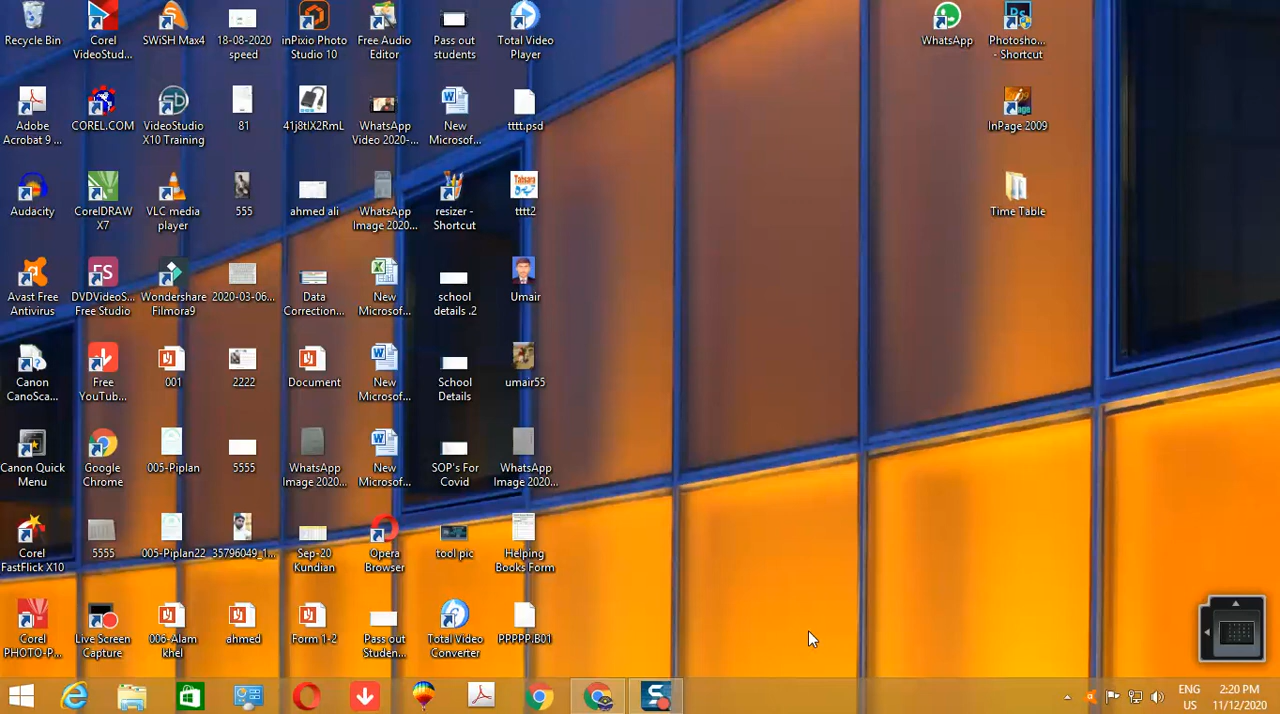 Recycle Bin
Corel
VideoStud...
SWiSH Max4
18-08-2020
speed
inPixio Photo
Studio 10
Free Audio
Editor
Pass out
students
Total Video
Player
WhatsApp
Photosho...
- Shortcut
Adobe
Acrobat 9 ...
COREL.COM
VideoStudio
X10 Training
81
41j8tlX2RmL
WhatsApp
Video 2020-...
New
Microsof...
tttt.psd
InPage 2009
Audacity
CorelDRAW
X7
VLC media
player
555
ahmed ali
WhatsApp
Image 2020...
resizer -
Shortcut
tttt2
Time Table
Avast Free
Antivirus
DVDVideoS...
Free Studio
Wondershare
Filmora9
2020-03-06...
Data
Correction...
New
Microsof...
school
details .2
Umair
Canon
CanoSca...
Free
YouTub...
001
2222
Document
New
Microsof...
School
Details
umair55
Canon Quick
Menu
Google
Chrome
005-Piplan
5555
WhatsApp
Image 2020...
New
Microsof...
SOP's For
Covid
WhatsApp
Image 2020...
Corel
FastFlick X10
5555
005-Piplan22
35796049_1...
Sep-20
Kundian
Opera
Browser
tool pic
Helping
Books Form
Corel
PHOTO-P...
Live Screen
Capture
006-Alam
khel
ahmed
Form 1-2
Pass out
Studen...
Total Video
Converter
PPPPP.B01
ENG
US
2:20 PM
11/12/2020